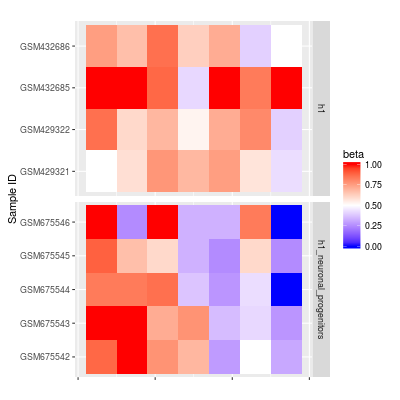 GSM432686
GSM432685
GSM429322
GSM429321
h1
GSM675546
GSM675545
GSM675544
GSM675543
GSM675542
h1_neuronal_progenitors
Sample ID
beta
1.00
0.75
0.50
0.25
0.00